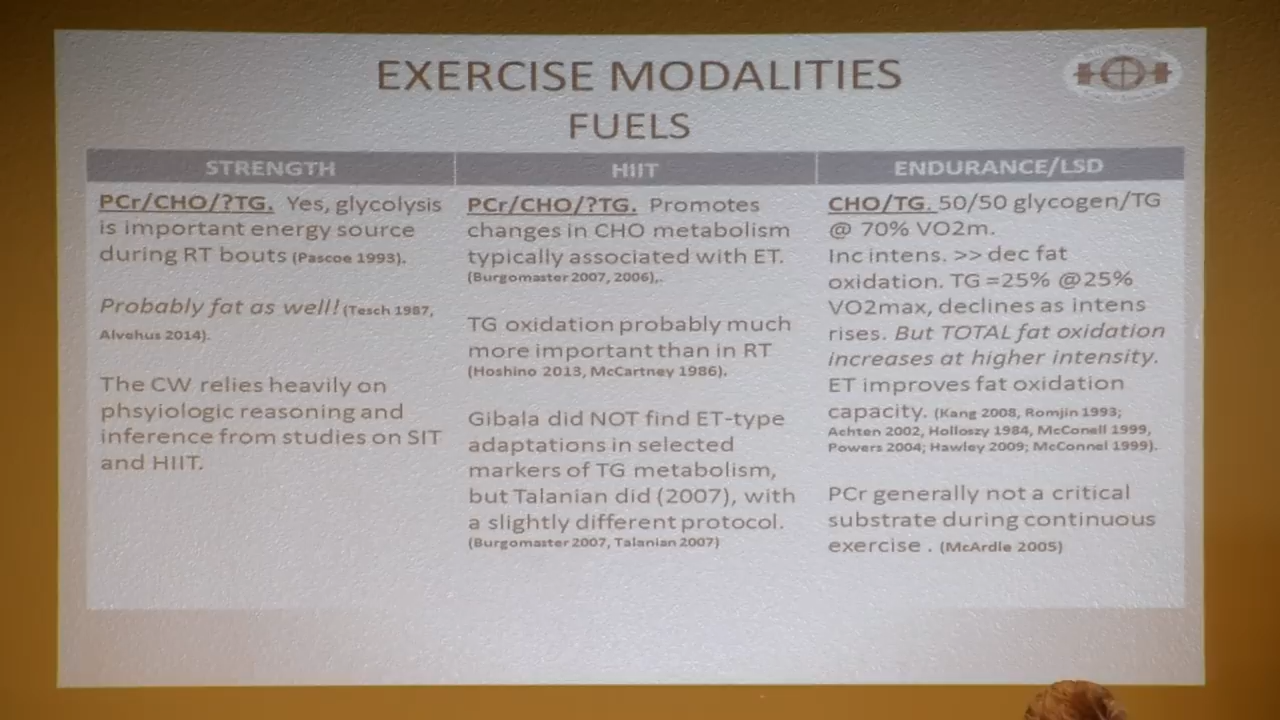 EXERCISE MODALITIES
FUELS
STRENGTH
PCr/CHO/?TG. Yes, glycolysis
is important energy source
during RT bouts (Pascoe 1993).
Probably fat as well! (Tesch 1987,
Alvehus 2014).
The CW relies heavily on
phsyiologic reasoning and
inference from studies on SIT
and HIIT.
HIIT
PCr/CHO/?TG. Promotes
changes in CHO metabolism
typically associated with ET.
(Burgomaster 2007, 2006),.
TG oxidation probably much
more important than in RT
(Hoshino 2013, McCartney 1986).
Gibala did NOT find ET-type
adaptations in selected
markers of TG metabolism,
but Talanian did (2007), with
a slightly different protocol.
(Burgomaster 2007, Talanian 2007)
ENDURANCE/LSD
CHO/TG. 50/50 glycogen/TG
@ 70% VO2m.
Inc intens. >> dec fat
oxidation. TG =25% @25%
VO2max, declines as intens
rises. But TOTAL fat oxidation
increases at higher intensity.
ET improves fat oxidation
capacity. (Kang 2008, Romjin 1993;
Achten 2002, Holloszy 1984, McConell 1999,
Powers 2004; Hawley 2009; McConnel 1999).
PCr generally not a critical
substrate during continuous
exercise . (McArdle 2005)